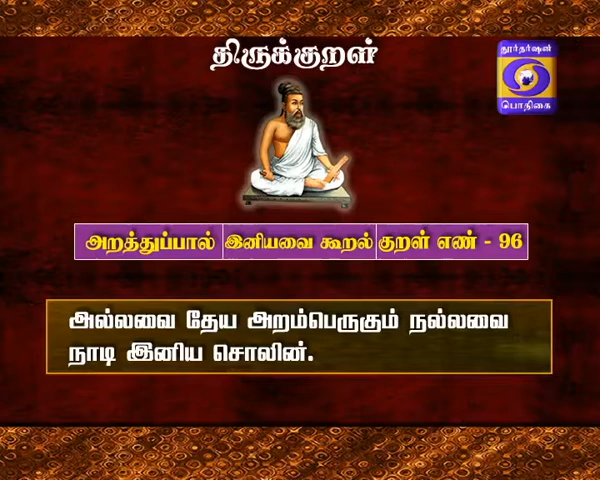 திருக்குறள்
தூர்தர்ஷன்
பொதிகை
அறத்துப்பால் இனியவை கூறல் குறள் எண் - 96
அல்லவை தேய அறம்பெருகும் நல்லவை
நாடி இனிய சொலின்.